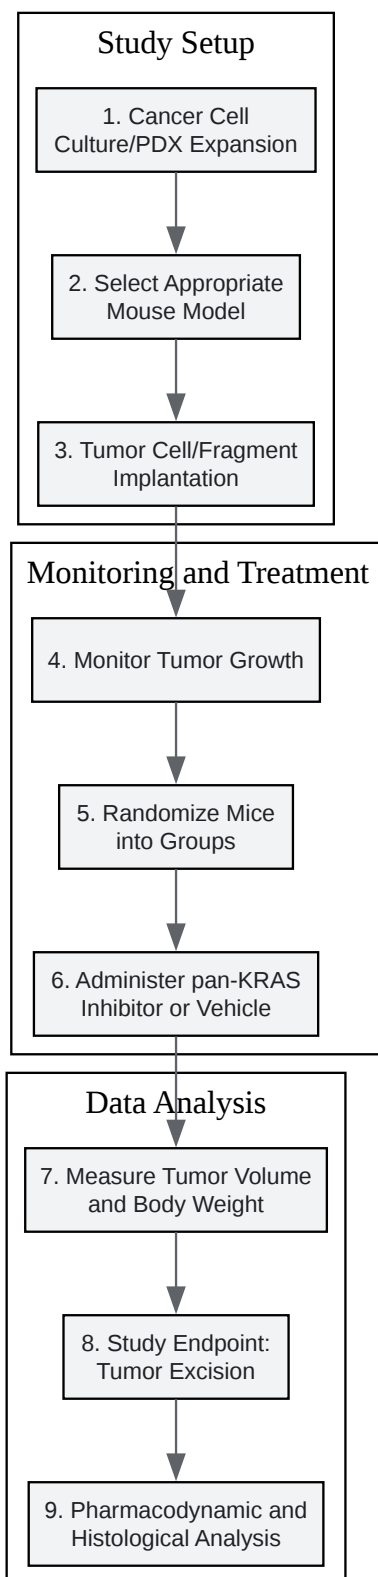 Study Setup
1. Cancer Cell
Culture/PDX Expansion
2. Select Appropriate
Mouse Model
3. Tumor Cell/Fragment
Implantation
Monitoring and Treatment
4. Monitor Tumor Growth
5. Randomize Mice
into Groups
6. Administer pan-KRAS
Inhibitor or Vehicle
Data Analysis
7. Measure Tumor Volume
and Body Weight
8. Study Endpoint:
Tumor Excision
9. Pharmacodynamic and
Histological Analysis